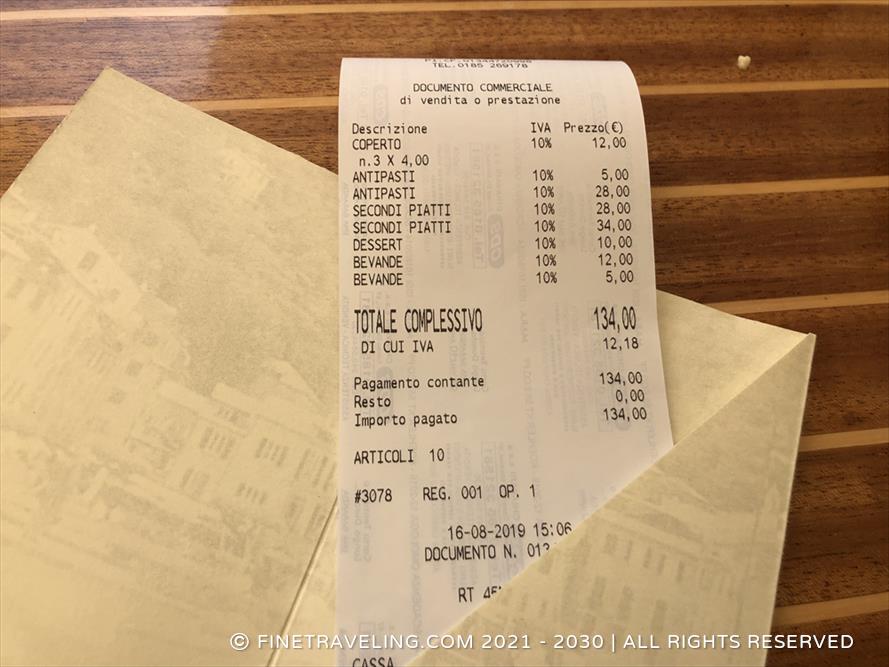 TEL.0185 269178
DOCUMENTO COMMERCIALE
di vendita o prestazione
Descrizione IVA Prezzo(€)
COPERTO 10% 12,00
n.3 X 4,00
ANTIPASTI 10% 5,00
ANTIPASTI 10% 28,00
SECONDI PIATTI 10% 28,00
SECONDI PIATTI 10% 34,00
DESSERT 10% 10,00
BEVANDE 10% 12,00
BEVANDE 10% 5,00
TOTALE COMPLESSIVO 134,00
DI CUI IVA 12,18
Pagamento contante 134,00
Resto 0,00
Importo pagato 134,00
ARTICOLI 10
#3078 REG. 001 OP. 1
16-08-2019 15:06
DOCUMENTO N.
RT
CASSA
© FINETRAVELING.COM 2021 - 2030 | ALL RIGHTS RESERVED